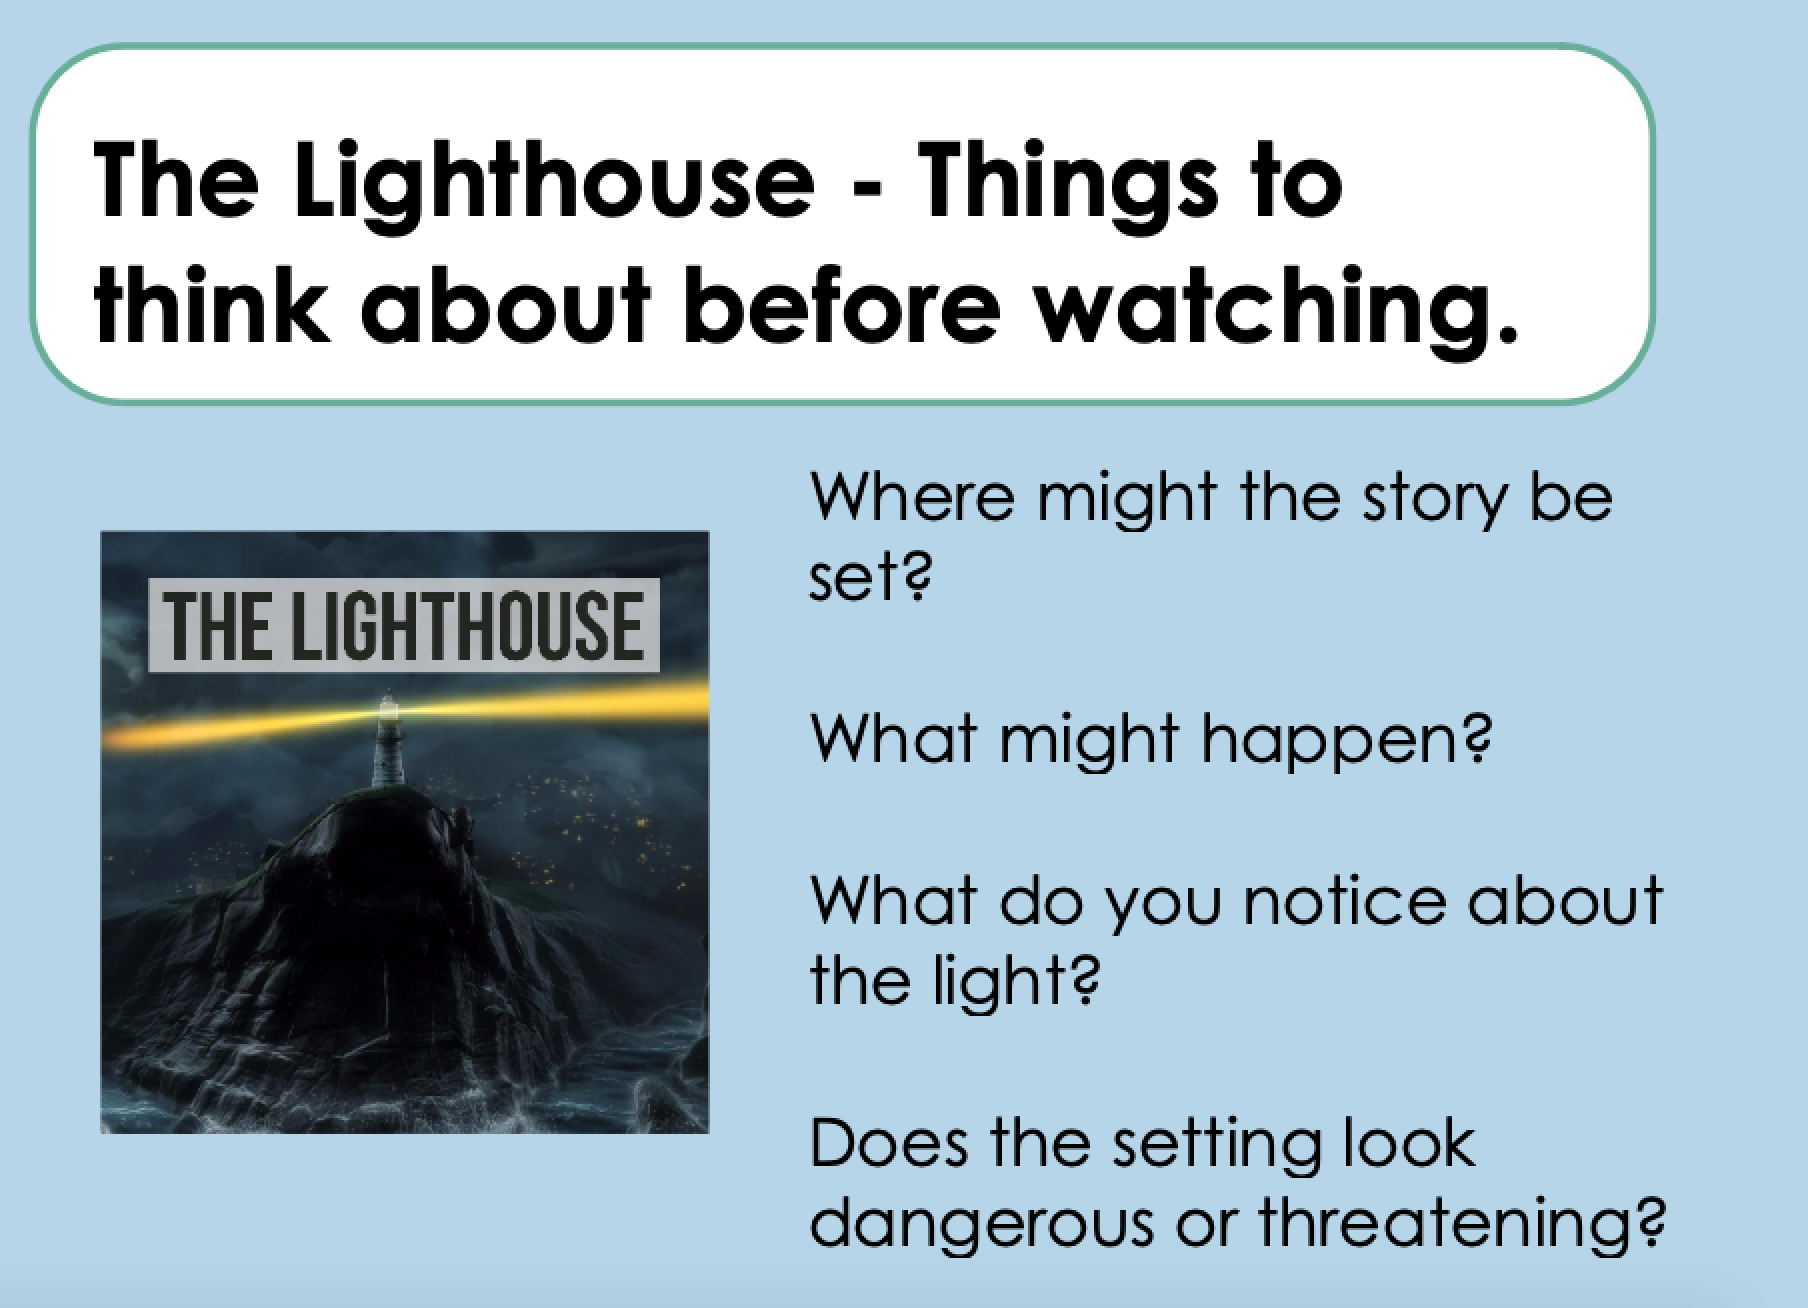 The Lighthouse - Things to
think about before watching.
THE LIGHTHOUSE
Where might the story be
set?
What might happen?
What do you notice about
the light?
Does the setting look
dangerous or threatening?